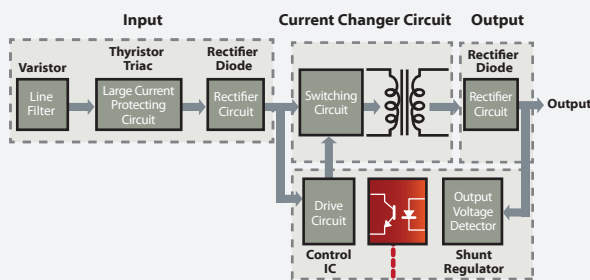 Input
Current Changer Circuit
Output
Varistor
Thyristor
Triac
Rectifier
Diode
Rectifier
Diode
Line
Filter
Large Current
Protecting
Circuit
Rectifier
Circuit
Switching
Circuit
Rectifier
Circuit
Output
Drive
Circuit
Output
Voltage
Detector
Control
IC
Shunt
Regulator